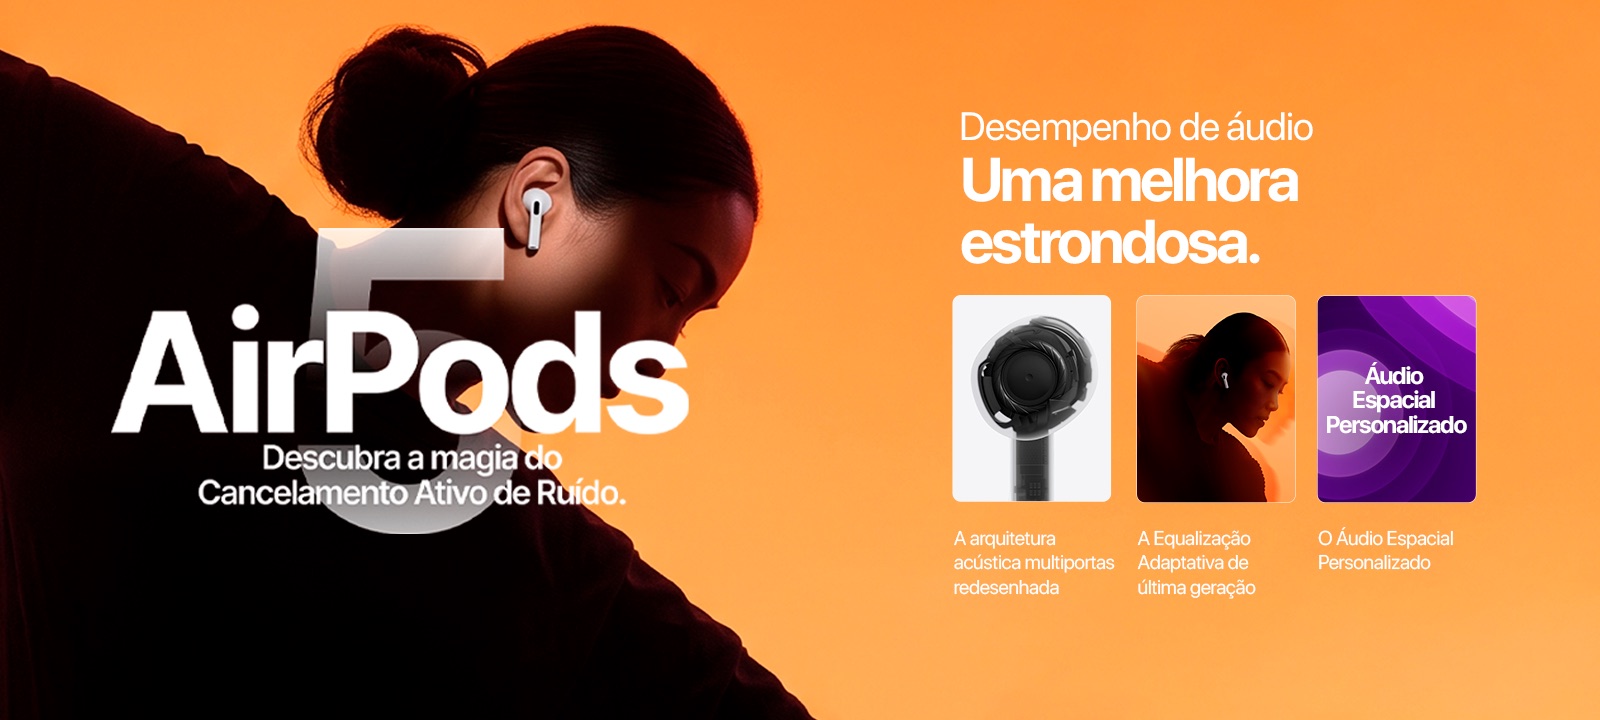 5
AirPods
Descubra a magia do
Cancelamento Ativo de Ruído.
Desempenho de áudio
Uma melhora
estrondosa.
Áudio
Espacial
Personalizado
A arquitetura
acústica multiportas
redesenhada
A Equalização
Adaptativa de
última geração
O Áudio Espacial
Personalizado